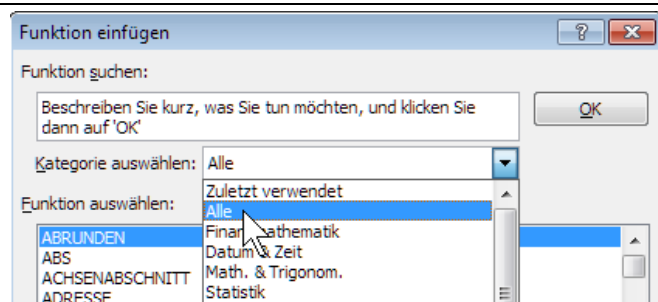 Funktion einfügen
Funktion suchen:
Beschreiben Sie kurz, was Sie tun möchten, und klicken Sie
dann auf 'OK'
OK
Kategorie auswählen: Alle
Zuletzt verwendet
Funktion auswählen:
Alle
Finanzmathematik
Datum & Zeit
Math. & Trigonom.
Statistik
ABRUNDEN
ABS
ACHSENABSCHNITT
ADRESSE